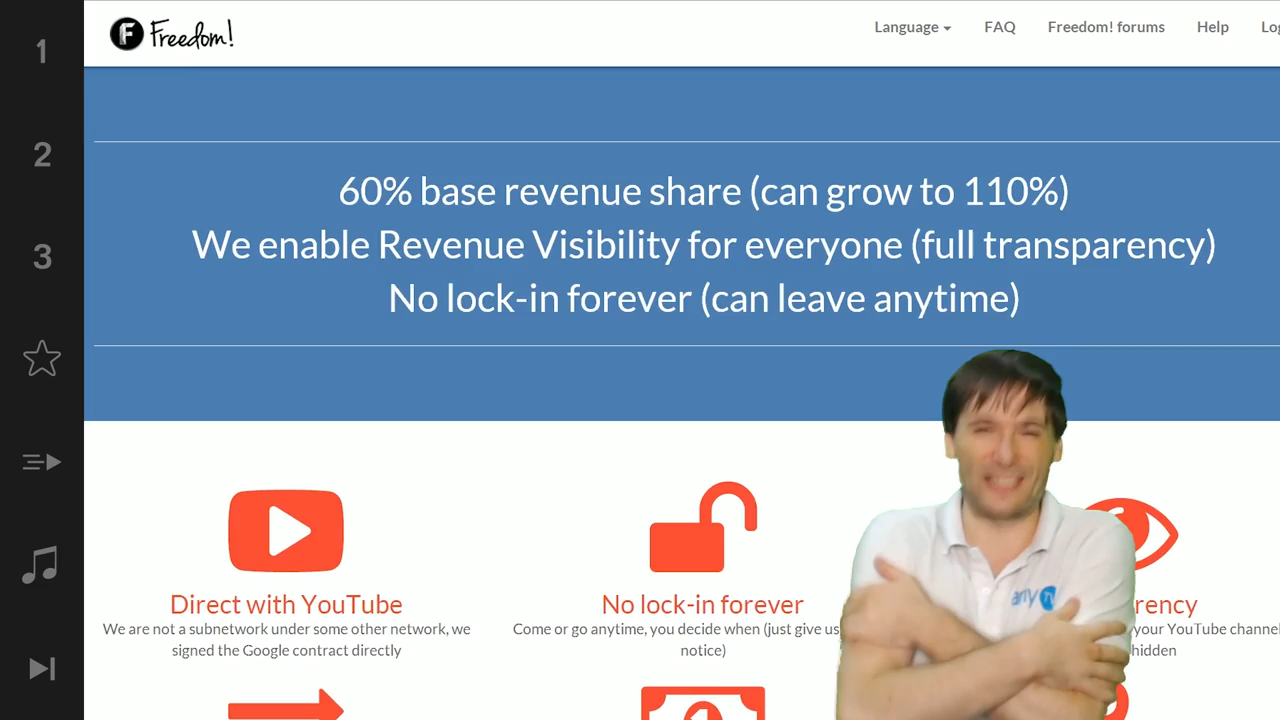 1
2
3
F Freedom!
Language FAQ Freedom! forums Help
60% base revenue share (can grow to 110%)
We enable Revenue Visibility for everyone (full transparency)
No lock-in forever (can leave anytime)
Direct with YouTube
We are not a subnetwork under some other network, we
signed the Google contract directly
No lock-in forever
Come or go anytime, you decide when (just give us
notice)
rency
your YouTube channel
hidden
any